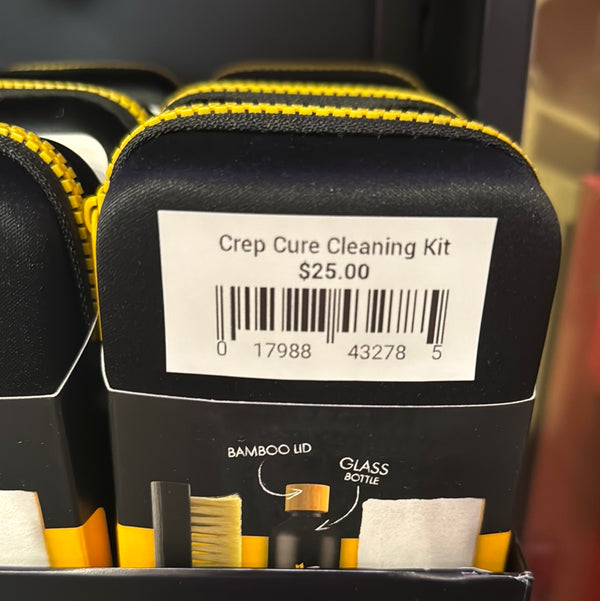 Crep Cure Cleaning Kit
$25.00
0 17988 43278 5
BAMBOO LID
GLASS
BOTTLE